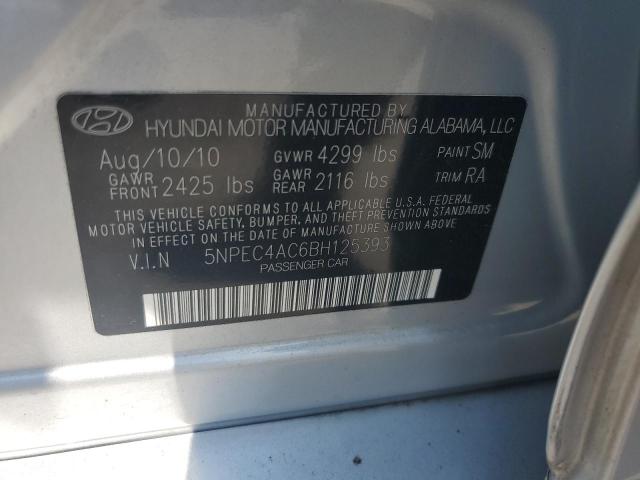 MANUFACTURED BY
HYUNDAI MOTOR MANUFACTURING ALABAMA, LLC
Aug/10/10 GVWR 4299 lbs PAINT SM
GAWR FRONT 2425 lbs GAWR REAR 2116 lbs TRIM RA
THIS VEHICLE CONFORMS TO ALL APPLICABLE U.S.A. FEDERAL
MOTOR VEHICLE SAFETY, BUMPER, AND THEFT PREVENTION STANDARDS
IN EFFECT ON THE DATE OF MANUFACTURE SHOWN ABOVE.
V.I.N 5NPEC4AC6BH125393
PASSENGER CAR